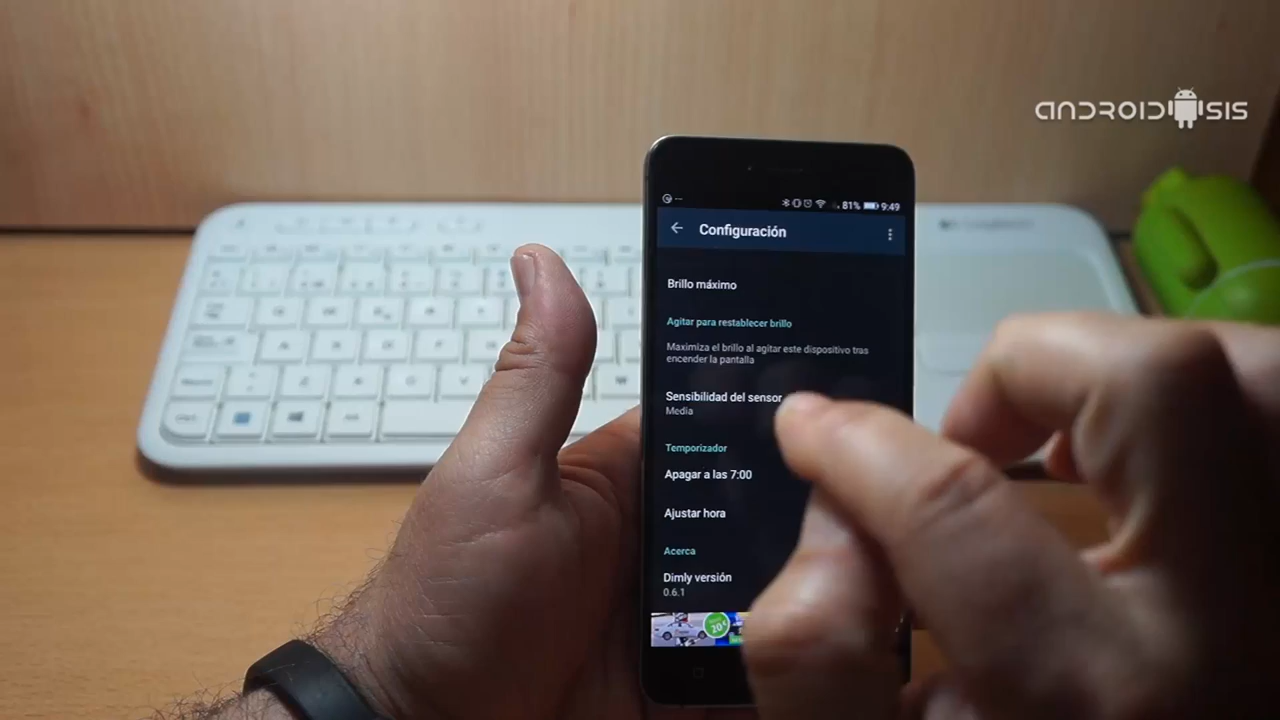 ANDROIDSIS
81% 9:49
Configuración
Brillo máximo
Agitar para restablecer brillo
Maximiza el brillo al agitar este dispositivo tras
encender la pantalla
Sensibilidad del sensor
Media
Temporizador
Apagar a las 7:00
Ajustar hora
Acerca
Dimly versión
0.6.1
20€